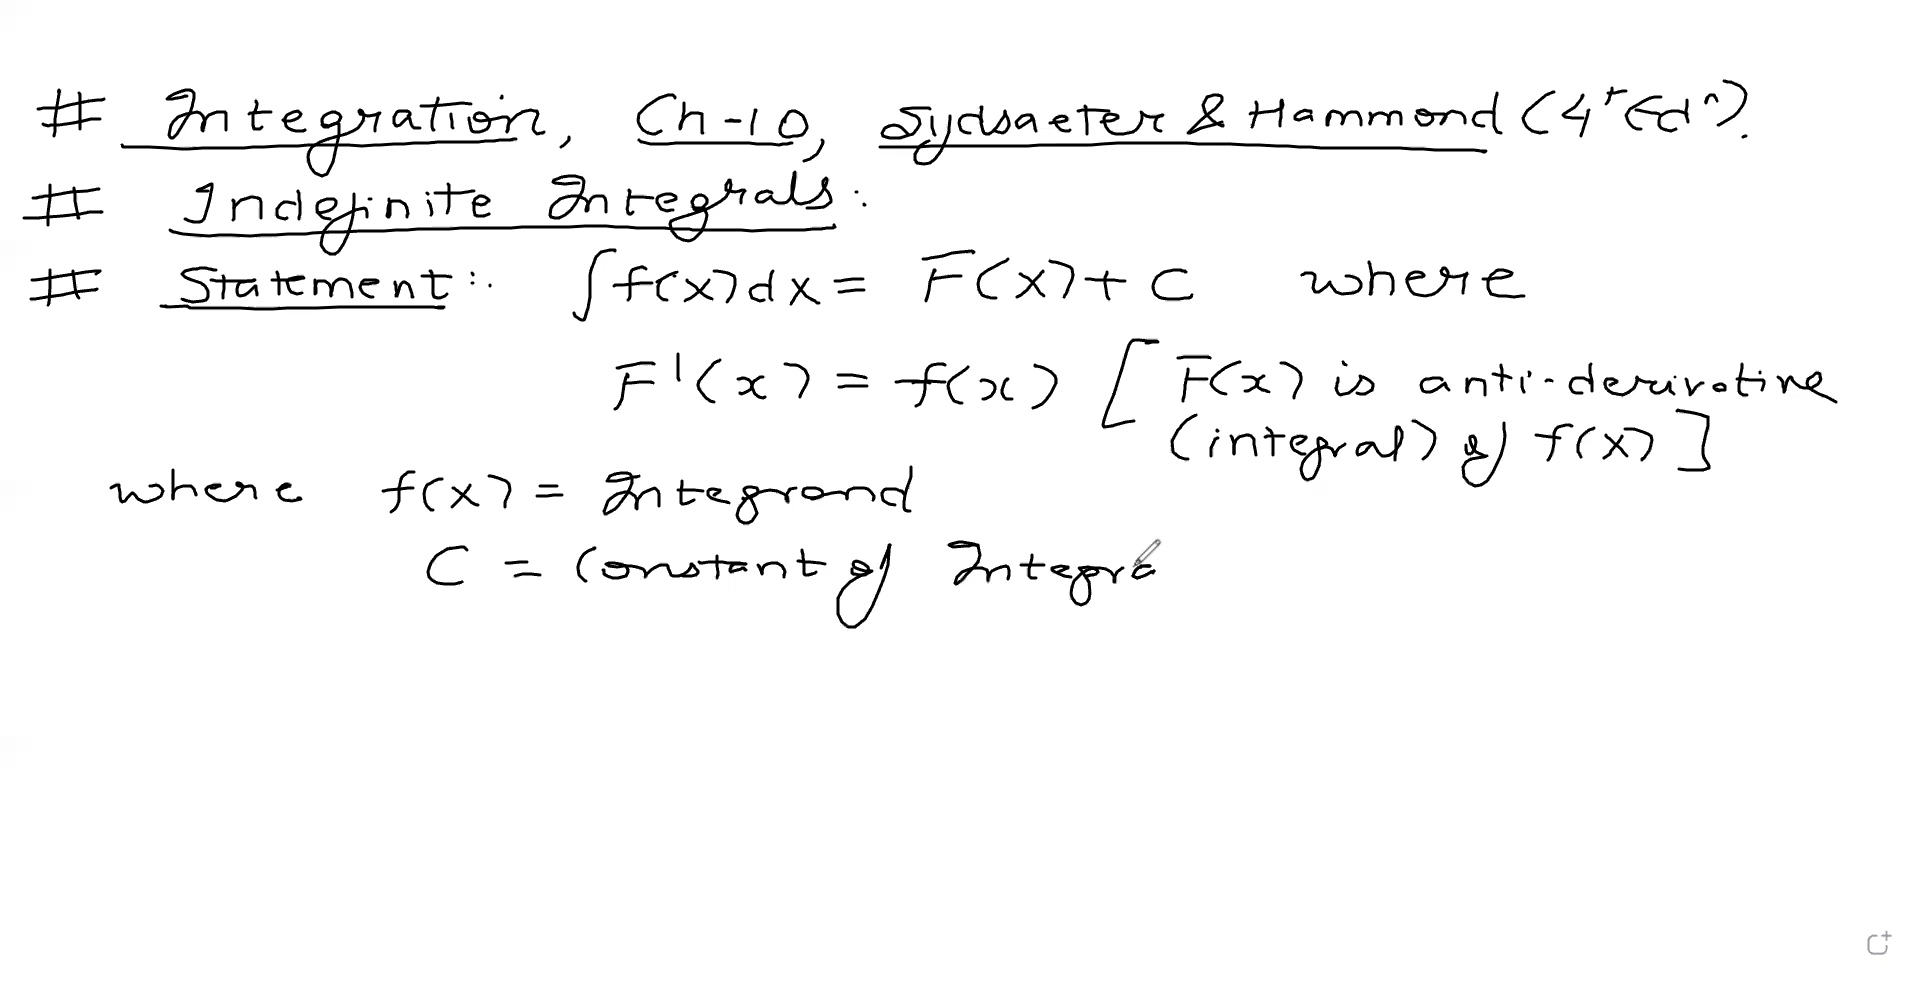 # Integration, Ch-10, Sydsaeter & Hammond (4th Edn).
# Indefinite Integrals :
# Statement :. ∫f(x)dx = F(x)+C where
F'(x) = f(x) [F(x) is anti-derivative
(integral) of f(x)]
where f(x) = Integrand
C = Constant of Integra